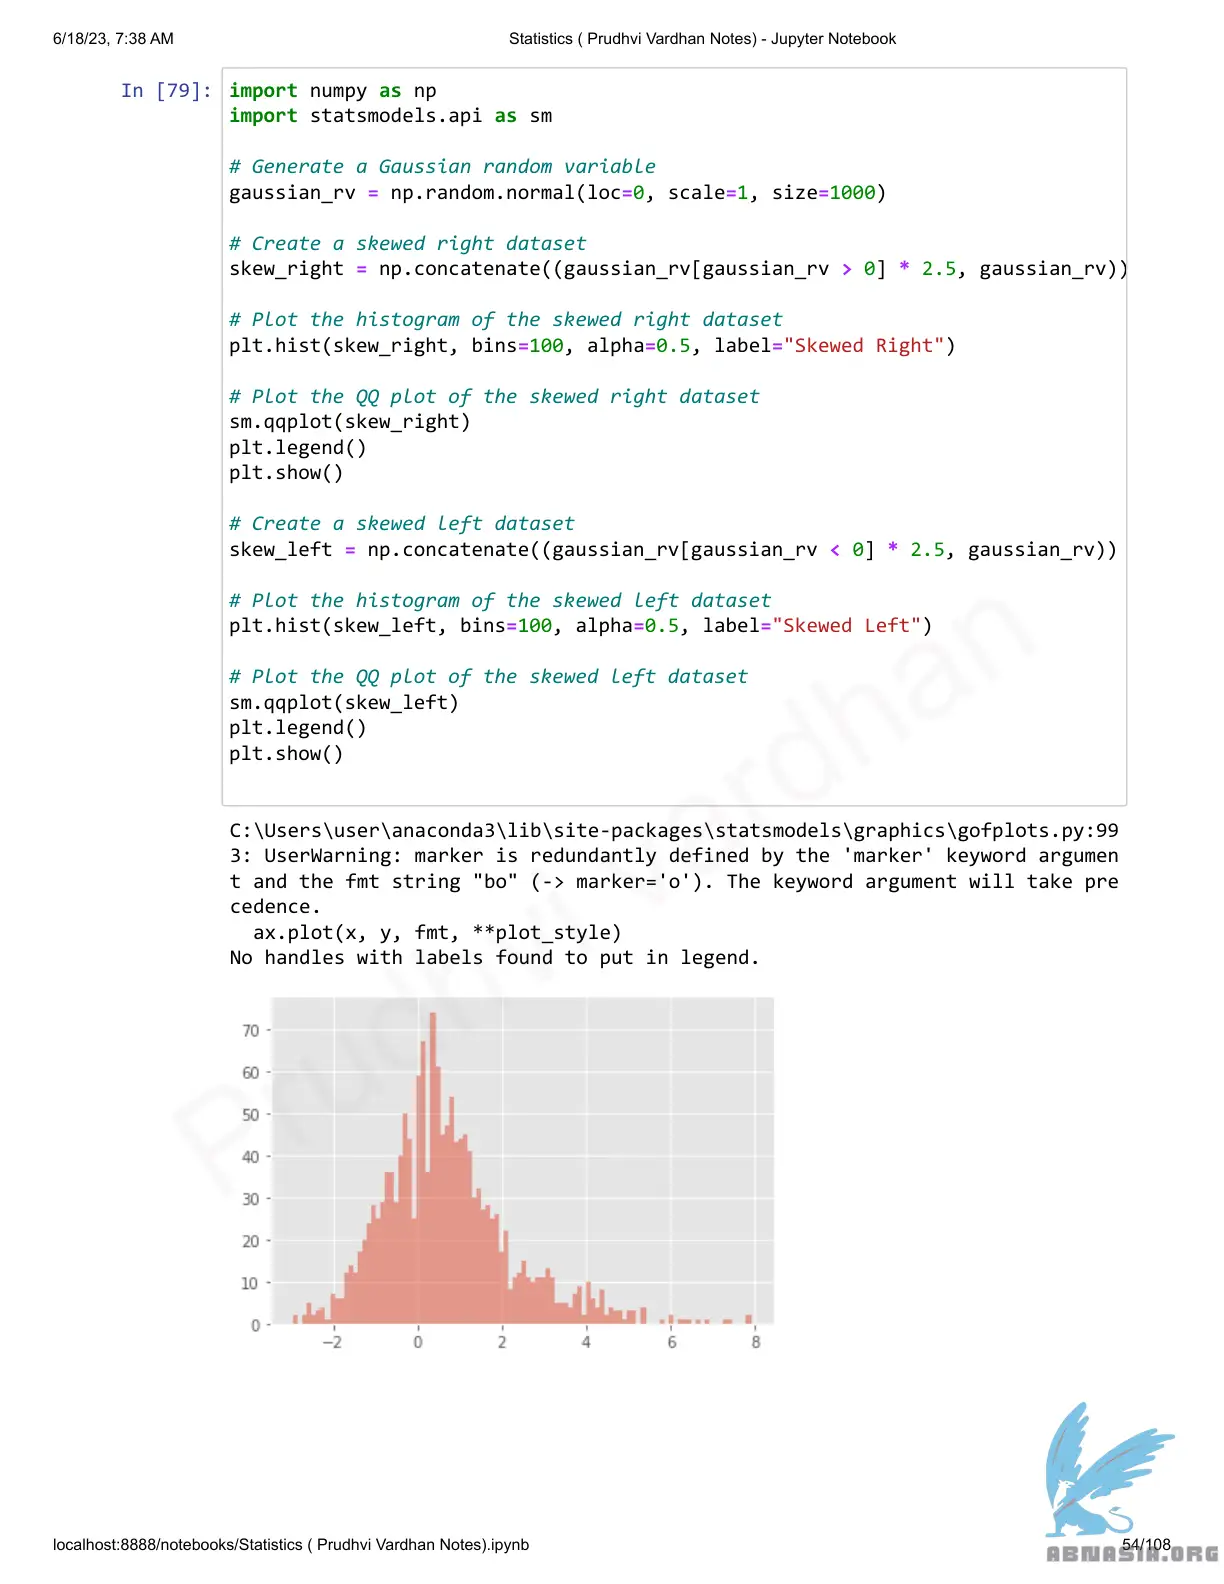 6/18/23, 7:38 AM
Statistics ( Prudhvi Vardhan Notes) - Jupyter Notebook
In [79]:
import numpy as np
import statsmodels.api as sm
# Generate a Gaussian random variable
gaussian_rv = np.random.normal(loc=0, scale=1, size=1000)
# Create a skewed right dataset
skew_right = np.concatenate((gaussian_rv[gaussian_rv > 0] * 2.5, gaussian_rv))
# Plot the histogram of the skewed right dataset
plt.hist(skew_right, bins=100, alpha=0.5, label="Skewed Right")
# Plot the QQ plot of the skewed right dataset
sm.qqplot(skew_right)
plt.legend()
plt.show()
# Create a skewed left dataset
skew_left = np.concatenate((gaussian_rv[gaussian_rv < 0] * 2.5, gaussian_rv))
# Plot the histogram of the skewed left dataset
plt.hist(skew_left, bins=100, alpha=0.5, label="Skewed Left")
# Plot the QQ plot of the skewed left dataset
sm.qqplot(skew_left)
plt.legend()
plt.show()
C:\Users\user\anaconda3\lib\site-packages\statsmodels\graphics\gofplots.py:99
3: UserWarning: marker is redundantly defined by the 'marker' keyword argumen
t and the fmt string "bo" (-> marker='o'). The keyword argument will take pre
cedence.
ax.plot(x, y, fmt, **plot_style)
No handles with labels found to put in legend.
70
60
50
40
30
20
10
0
−2 0 2 4 6 8
Prudhvi Vardhan
localhost:8888/notebooks/Statistics ( Prudhvi Vardhan Notes).ipynb
54/108
ABNASIA.ORG